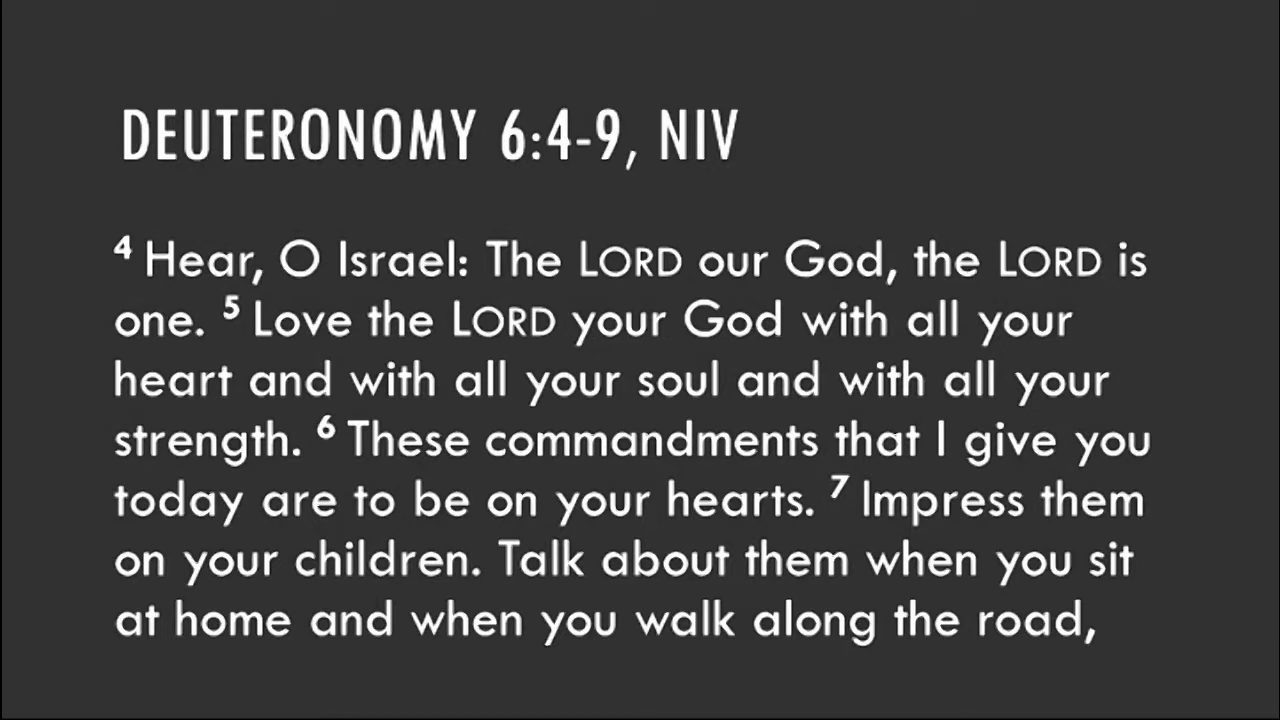 DEUTERONOMY 6:4-9, NIV
⁴ Hear, O Israel: The LORD our God, the LORD is
one. ⁵ Love the LORD your God with all your
heart and with all your soul and with all your
strength. ⁶ These commandments that I give you
today are to be on your hearts. ⁷ Impress them
on your children. Talk about them when you sit
at home and when you walk along the road,